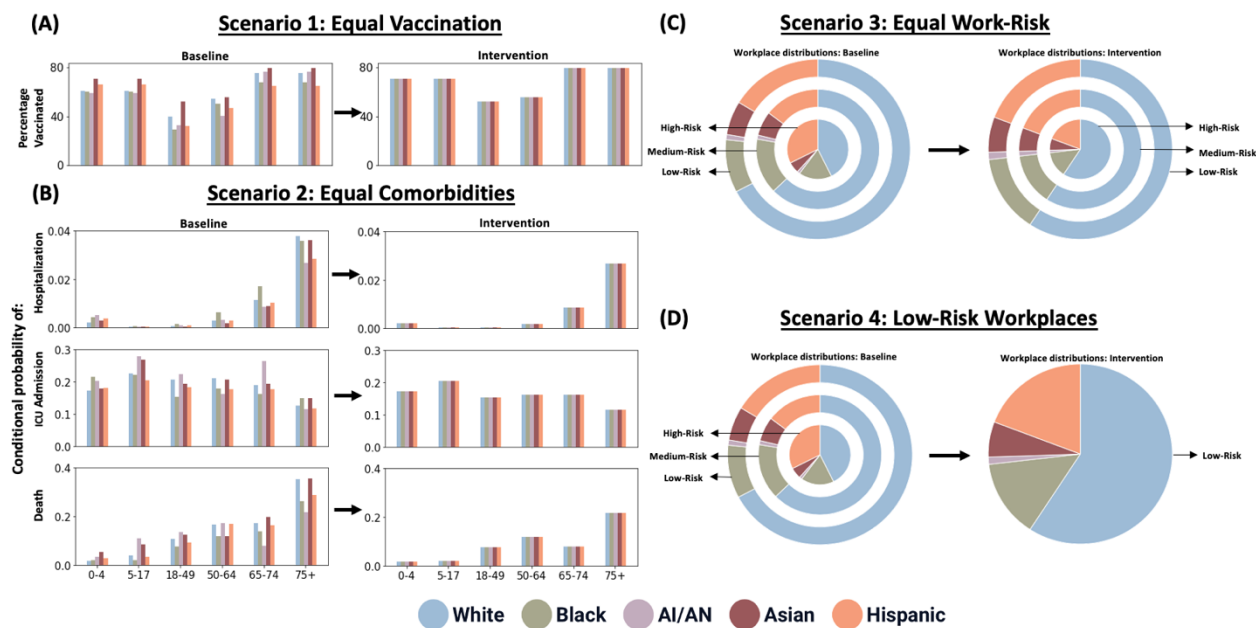 (A)
Scenario 1: Equal Vaccination
Baseline
Intervention
Percentage
Vaccinated
80
40
0
80
40
0
(B)
Scenario 2: Equal Comorbidities
Baseline
Intervention
Conditional probability of:
Hospitalization
0.04
0.02
0.00
0.04
0.02
0.00
ICU Admission
0.3
0.2
0.1
0.0
0.3
0.2
0.1
0.0
Death
0.4
0.2
0.0
0.4
0.2
0.0
0-4 5-17 18-49 50-64 65-74 75+
0-4 5-17 18-49 50-64 65-74 75+
(C)
Scenario 3: Equal Work-Risk
Workplace distributions: Baseline
Workplace distributions: Intervention
High-Risk
Medium-Risk
Low-Risk
High-Risk
Medium-Risk
Low-Risk
(D)
Scenario 4: Low-Risk Workplaces
Workplace distributions: Baseline
Workplace distributions: Intervention
High-Risk
Medium-Risk
Low-Risk
Low-Risk
White Black AI/AN Asian Hispanic